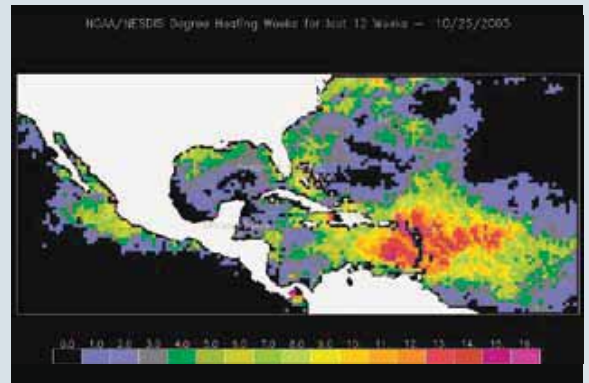 NOAA/NESDIS Degree Heating Weeks for last 12 Weeks — 10/25/2005
0.0 1.0 2.0 3.0 4.0 5.0 6.0 7.0 8.0 9.0 10. 11. 12. 13. 14. 15. 16.